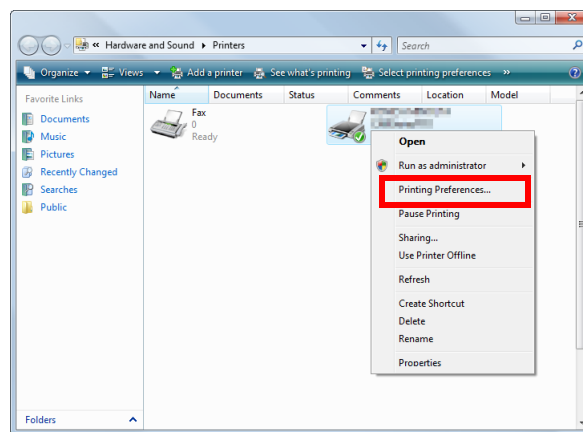 « Hardware and Sound ▸ Printers
Search
Organize Views Add a printer See what's printing Select printing preferences »
Favorite Links
Name Documents Status Comments Location Model
Documents
Music
Pictures
Recently Changed
Searches
Public
Fax
0
Ready
Open
Run as administrator
Printing Preferences...
Pause Printing
Sharing...
Use Printer Offline
Refresh
Create Shortcut
Delete
Rename
Properties
Folders